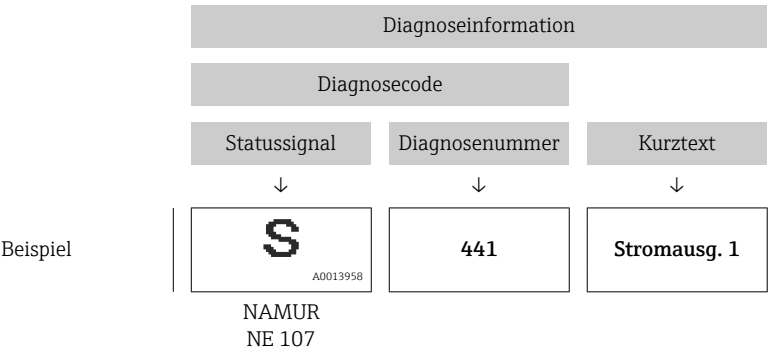 Diagnoseinformation
Diagnosecode
Statussignal Diagnosenummer Kurztext
↓ ↓ ↓
Beispiel S 441 Stromausg. 1
A0013958
NAMUR
NE 107